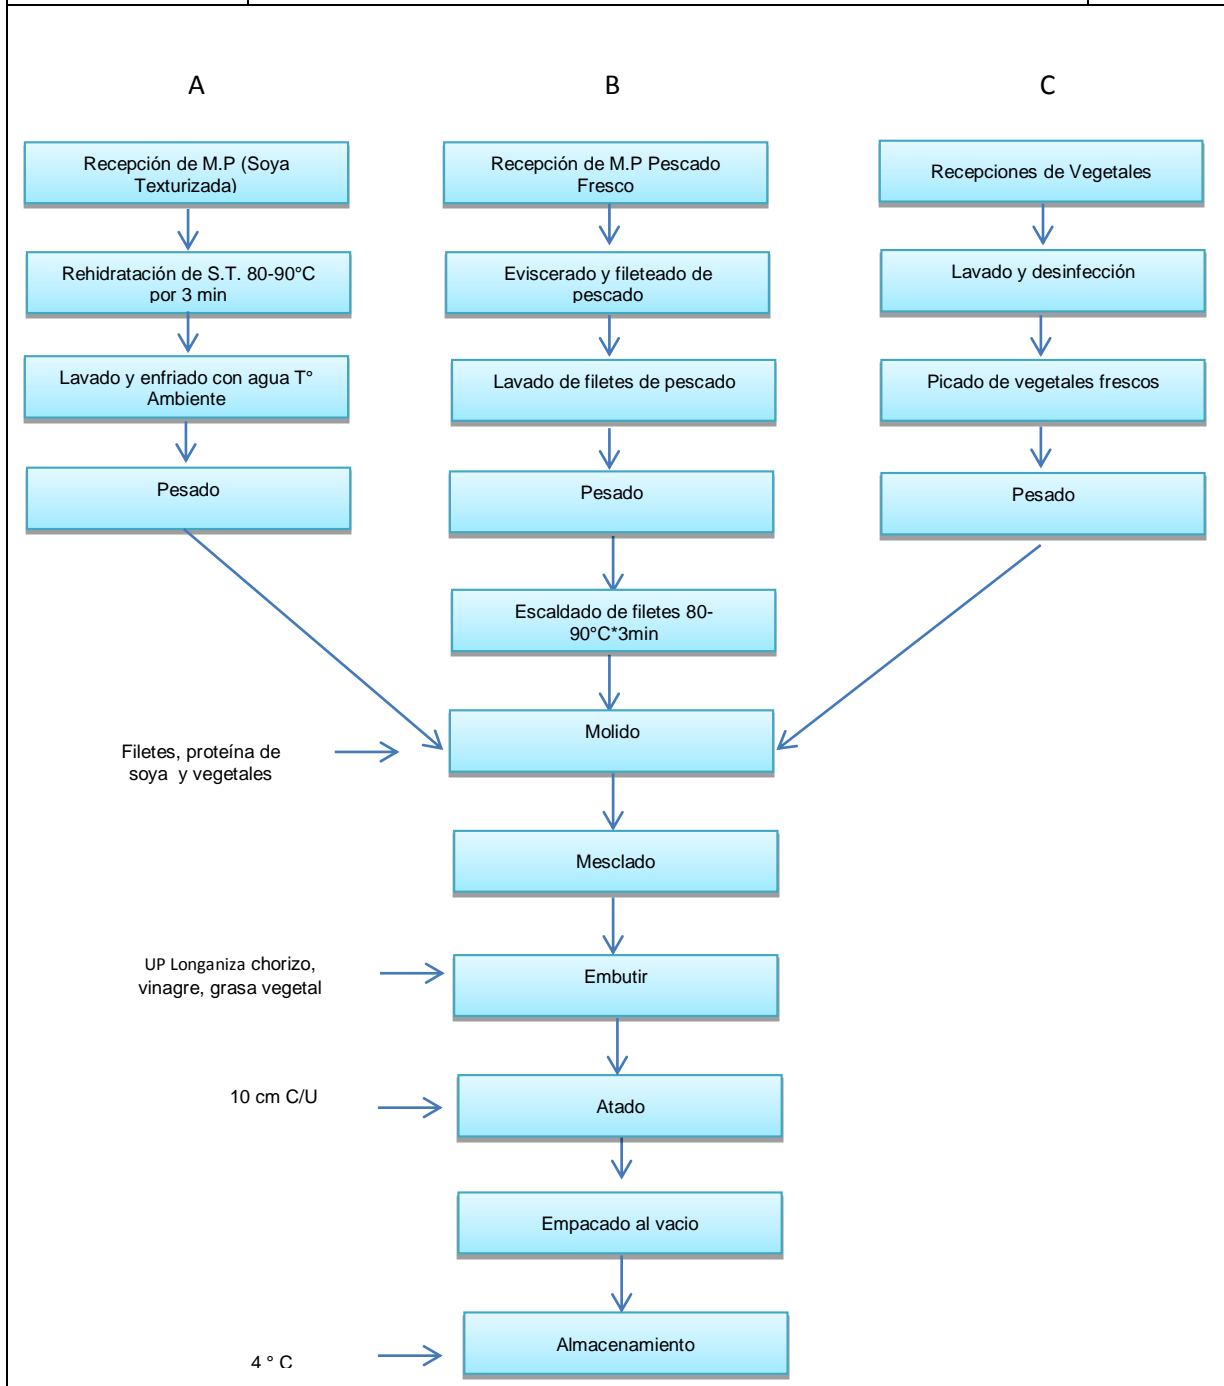 A
B
C
Recepción de M.P (Soya
Texturizada)
Rehidratación de S.T. 80-90°C
por 3 min
Lavado y enfriado con agua T°
Ambiente
Pesado
Recepción de M.P Pescado
Fresco
Eviscerado y fileteado de
pescado
Lavado de filetes de pescado
Pesado
Escaldado de filetes 80-
90°C*3min
Recepciones de Vegetales
Lavado y desinfección
Picado de vegetales frescos
Pesado
Filetes, proteína de
soya y vegetales
Molido
Mesclado
UP Longaniza chorizo,
vinagre, grasa vegetal
Embutir
10 cm C/U
Atado
Empacado al vacio
4 ° C
Almacenamiento